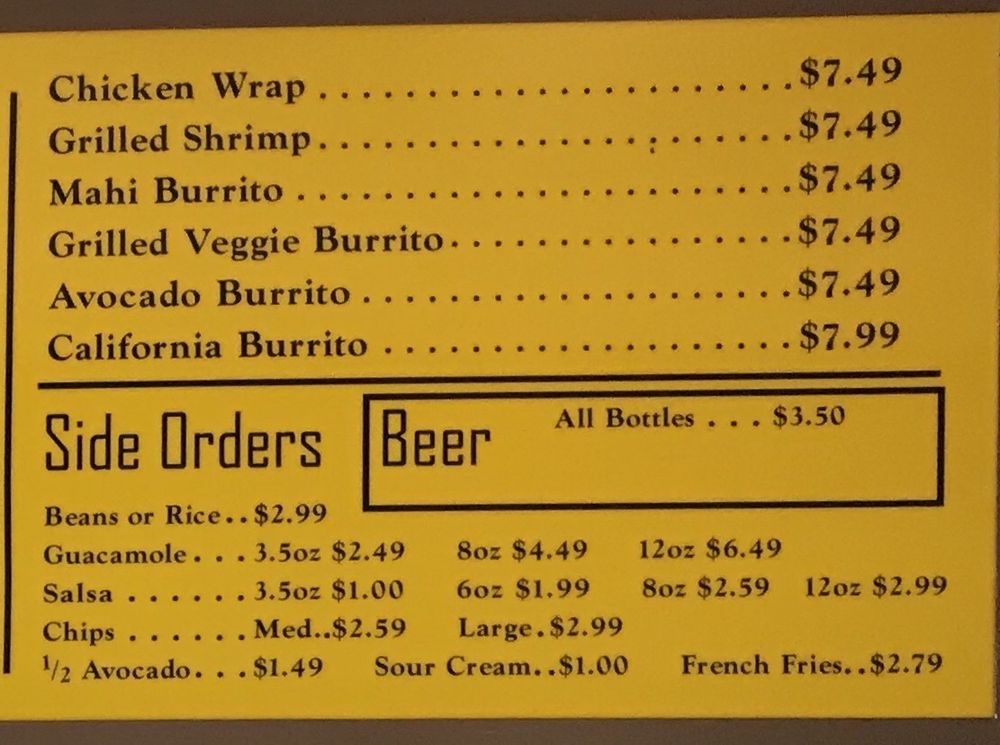 Chicken Wrap . . . . . . . . . . . . . . . . . . . . . . $7.49
Grilled Shrimp. . . . . . . . . . . . . . . . . . . . . . $7.49
Mahi Burrito . . . . . . . . . . . . . . . . . . . . . . . $7.49
Grilled Veggie Burrito. . . . . . . . . . . . . . . . $7.49
Avocado Burrito . . . . . . . . . . . . . . . . . . . . $7.49
California Burrito . . . . . . . . . . . . . . . . . . . $7.99
Side Orders
Beer All Bottles . . . $3.50
Beans or Rice..$2.99
Guacamole. . . 3.5oz $2.49 8oz $4.49 12oz $6.49
Salsa . . . . . . 3.5oz $1.00 6oz $1.99 8oz $2.59 12oz $2.99
Chips . . . . . . Med..$2.59 Large.$2.99
1/2 Avocado. . . $1.49 Sour Cream..$1.00 French Fries..$2.79